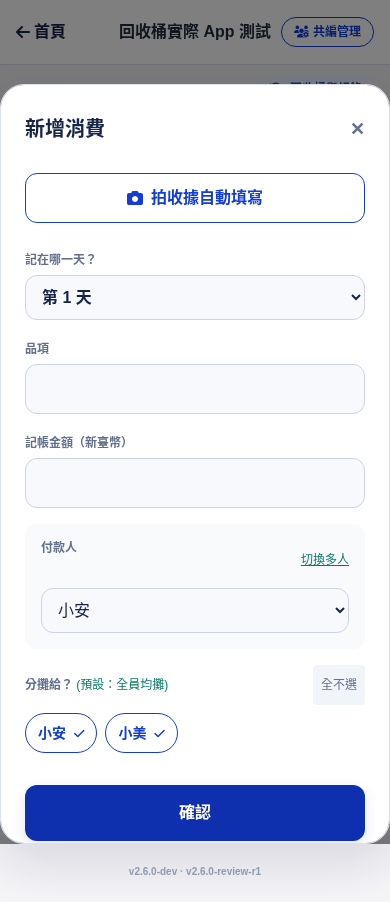 首頁
回收桶實際 App 測試
共編管理
新增消費
拍收據自動填寫
記在哪一天？
第 1 天
品項
記帳金額（新臺幣）
付款人
切換多人
小安
分攤給？ (預設：全員均攤)
全不選
小安
小美
確認
v2.6.0-dev · v2.6.0-review-r1